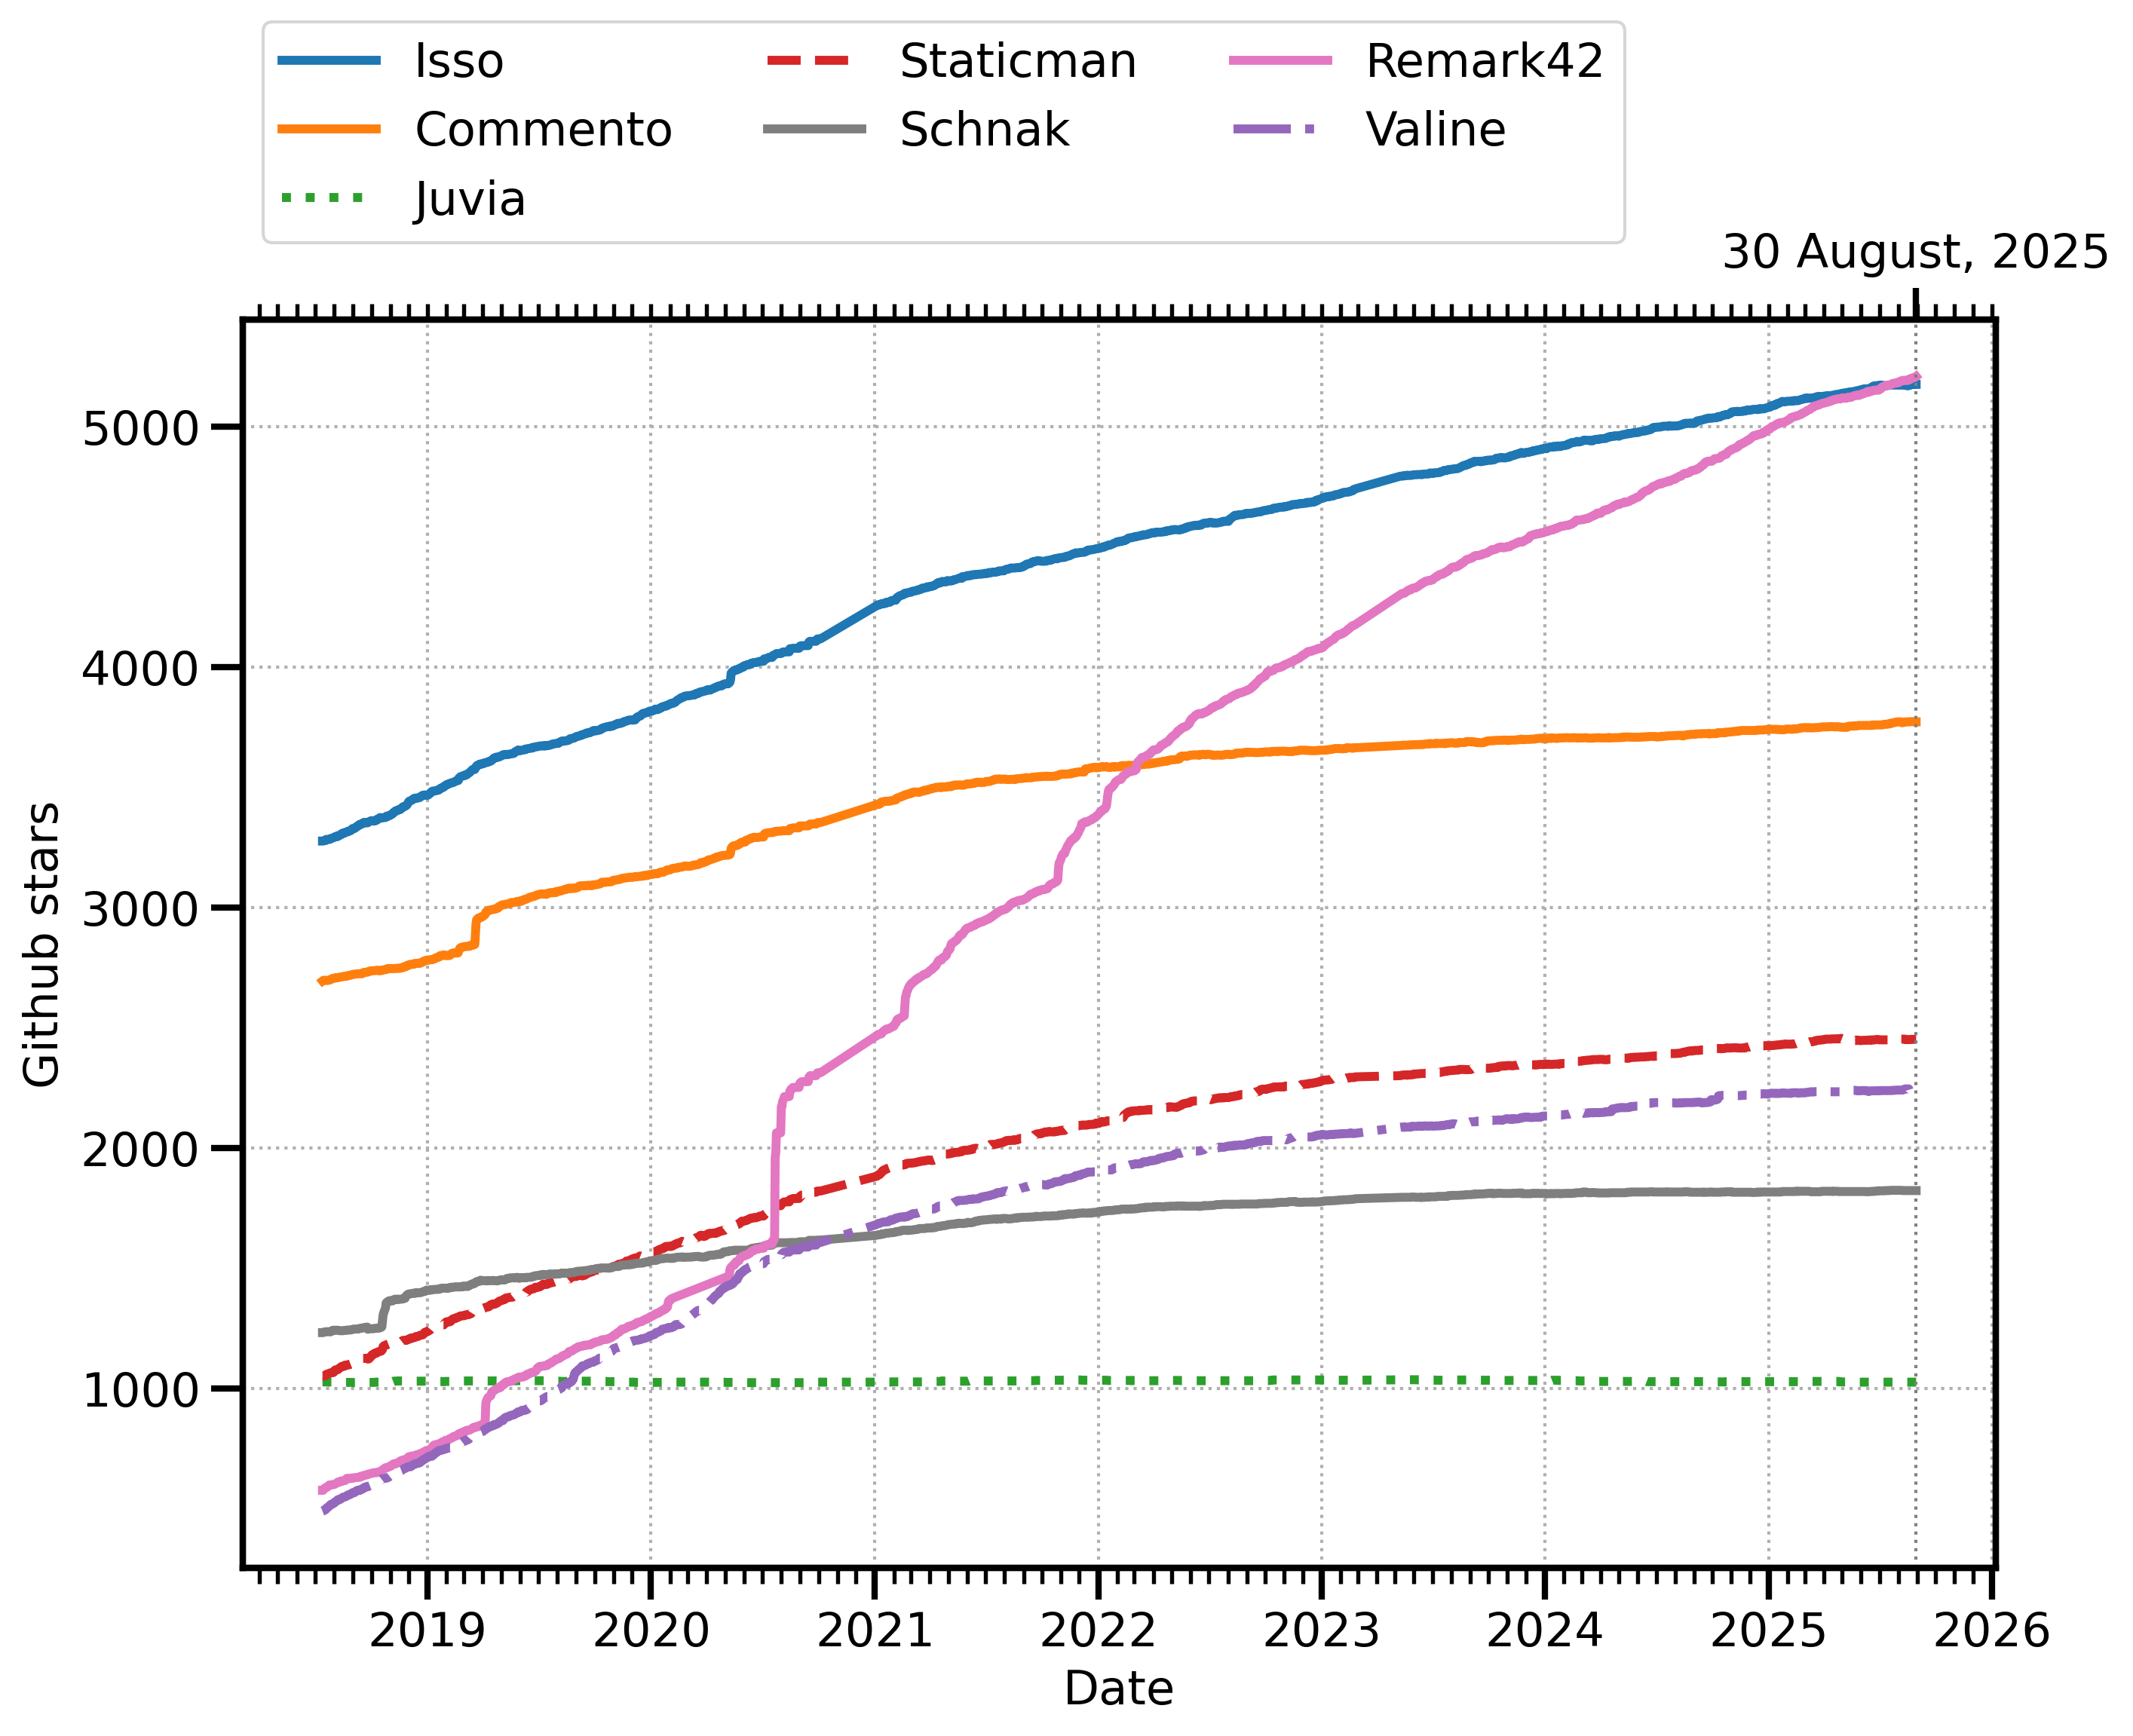 Isso
Commento
Juvia
Staticman
Schnak
Remark42
Valine
30 August, 2025
5000
4000
3000
2000
1000
Github stars
2019 2020 2021 2022 2023 2024 2025 2026
Date